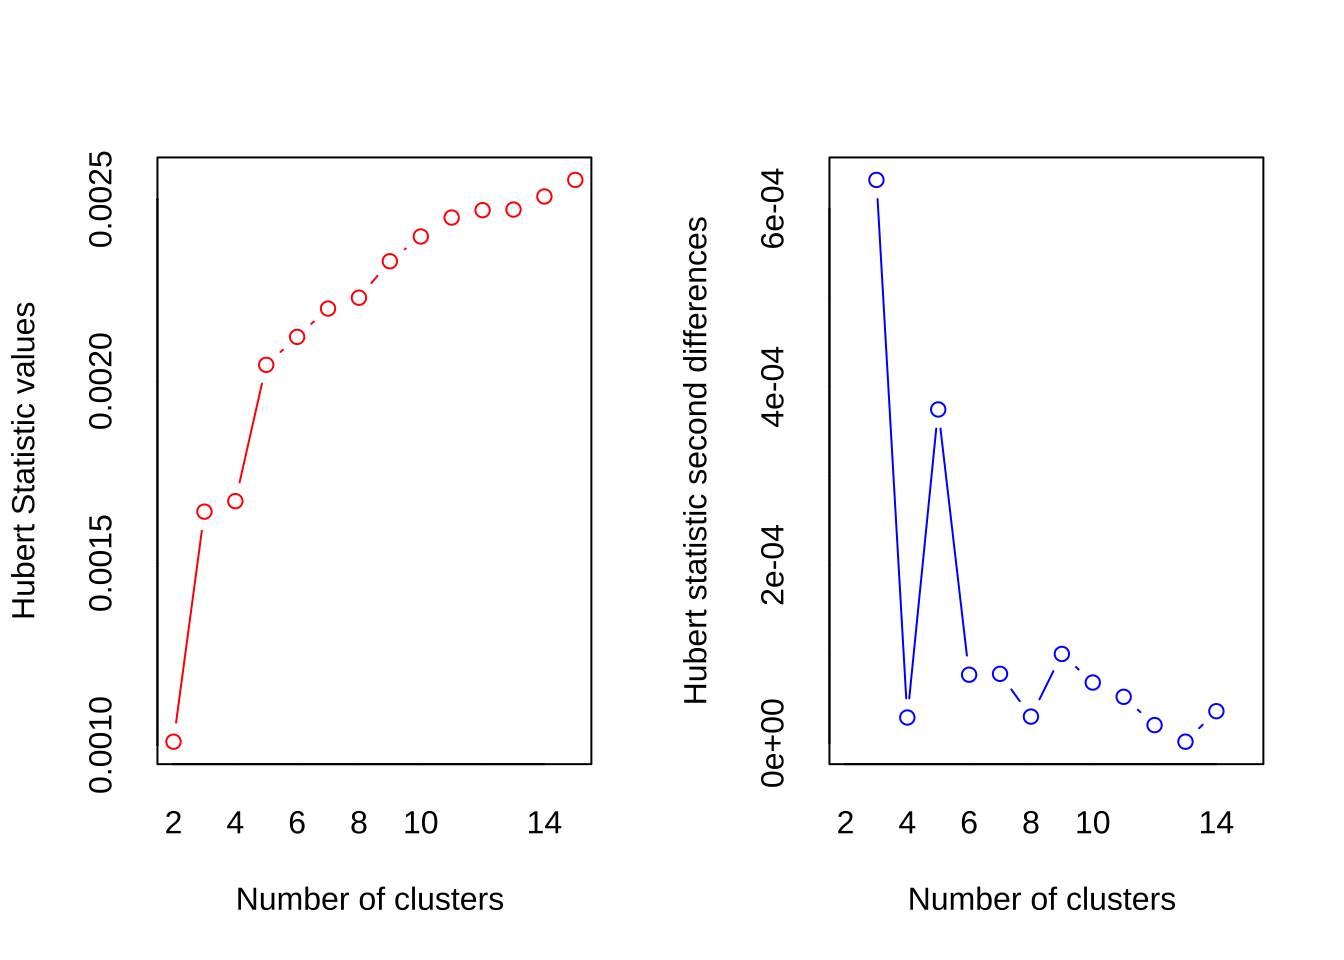 Hubert Statistic values
0.0010 0.0015 0.0020 0.0025
2 4 6 8 10 14
Number of clusters
Hubert statistic second differences
0e+00 2e-04 4e-04 6e-04
2 4 6 8 10 14
Number of clusters